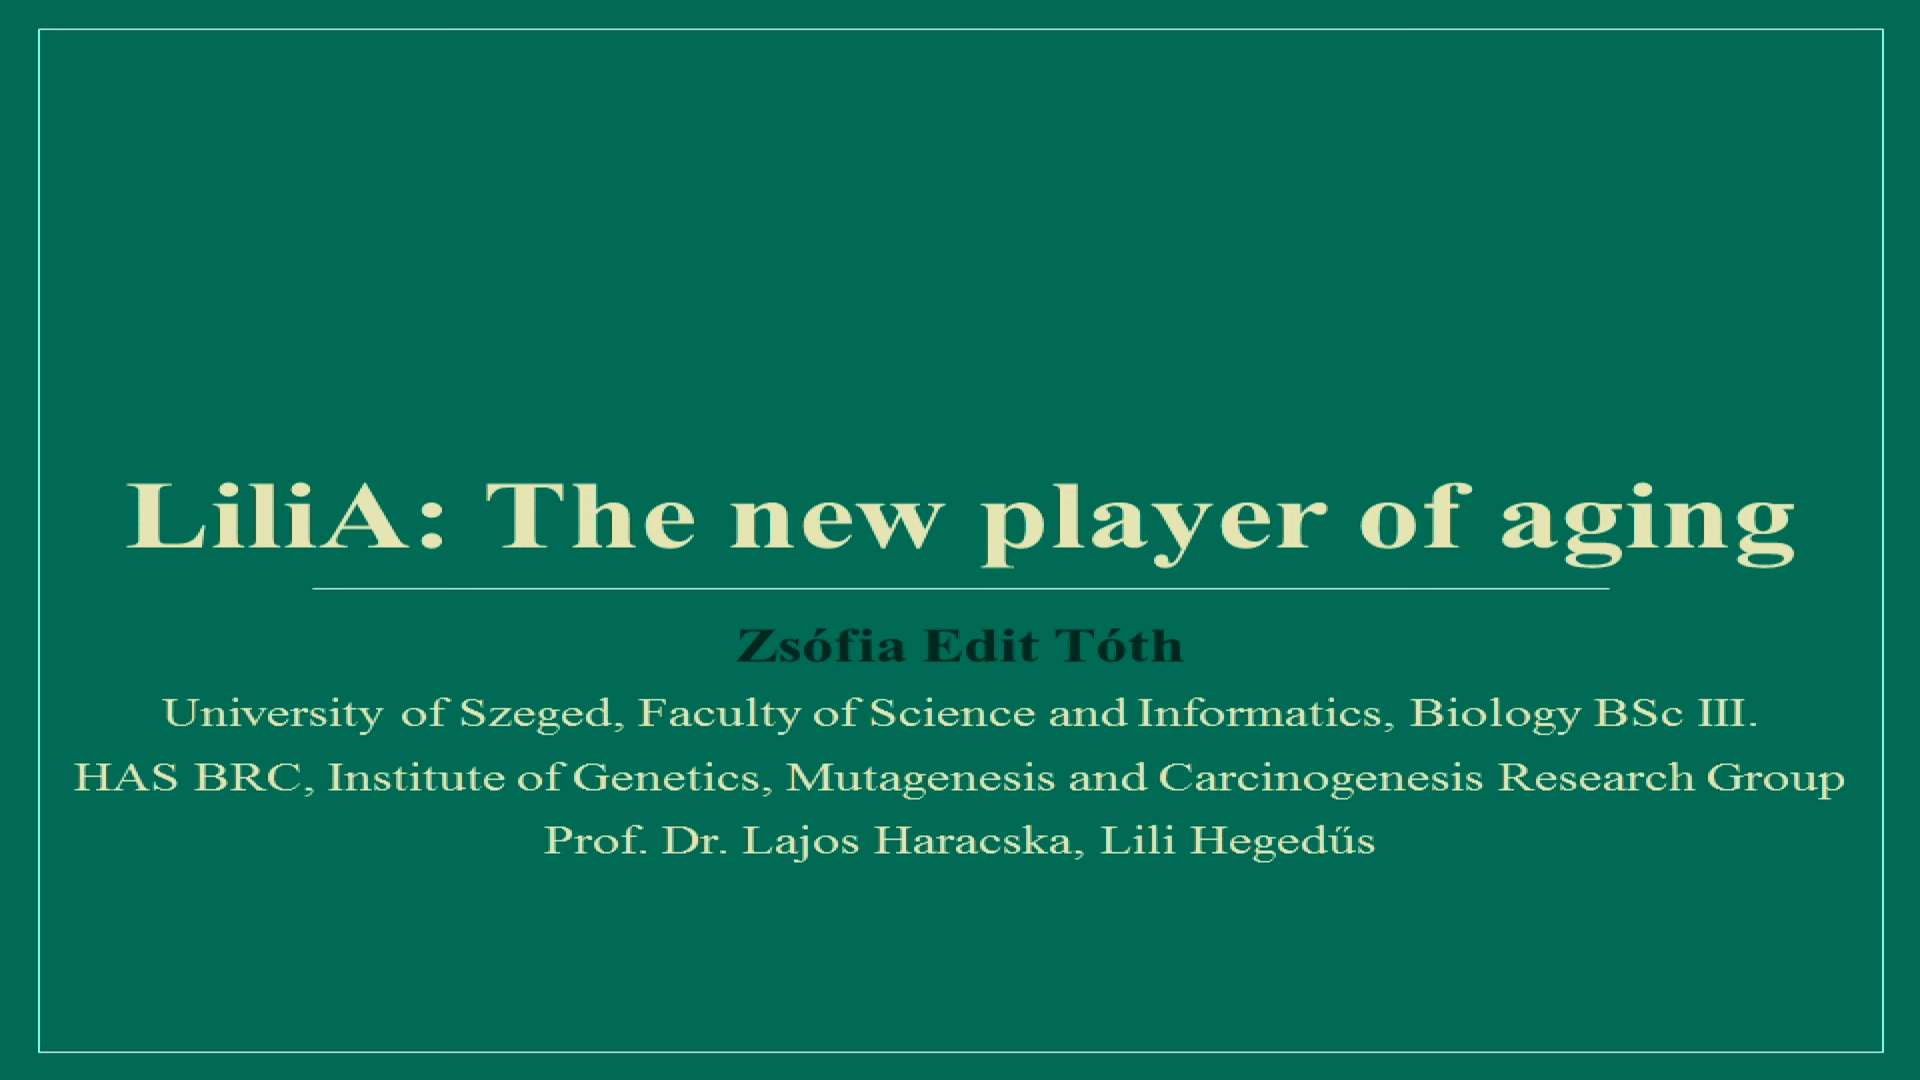 LiliA: The new player of aging
Zsófia Edit Tóth
University of Szeged, Faculty of Science and Informatics, Biology BSc III.
HAS BRC, Institute of Genetics, Mutagenesis and Carcinogenesis Research Group
Prof. Dr. Lajos Haracska, Lili Hegedűs